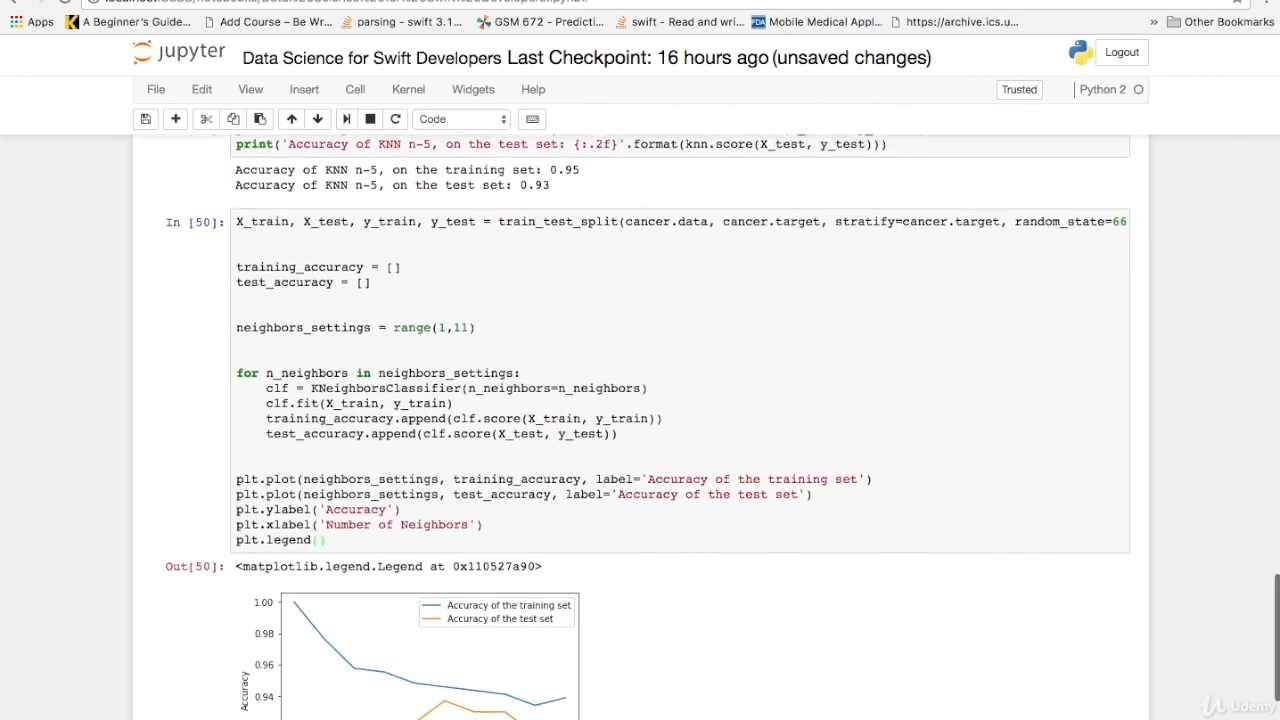 Apps A Beginner's Guide... Add Course – Be Wr... parsing - swift 3.1... GSM 672 – Predicti... swift - Read and wri... FDA Mobile Medical Appl... https://archive.ics.u... » Other Bookmarks
jupyter Data Science for Swift Developers Last Checkpoint: 16 hours ago (unsaved changes) Logout
File Edit View Insert Cell Kernel Widgets Help Trusted Python 2
Code
print('Accuracy of KNN n-5, on the test set: {:.2f}'.format(knn.score(X_test, y_test)))
Accuracy of KNN n-5, on the training set: 0.95
Accuracy of KNN n-5, on the test set: 0.93
In [50]: X_train, X_test, y_train, y_test = train_test_split(cancer.data, cancer.target, stratify=cancer.target, random_state=66
training_accuracy = []
test_accuracy = []
neighbors_settings = range(1,11)
for n_neighbors in neighbors_settings:
clf = KNeighborsClassifier(n_neighbors=n_neighbors)
clf.fit(X_train, y_train)
training_accuracy.append(clf.score(X_train, y_train))
test_accuracy.append(clf.score(X_test, y_test))
plt.plot(neighbors_settings, training_accuracy, label='Accuracy of the training set')
plt.plot(neighbors_settings, test_accuracy, label='Accuracy of the test set')
plt.ylabel('Accuracy')
plt.xlabel('Number of Neighbors')
plt.legend()
Out[50]: <matplotlib.legend.Legend at 0x110527a90>
1.00
Accuracy of the training set
Accuracy of the test set
0.98
0.96
0.94
Accuracy
Udemy